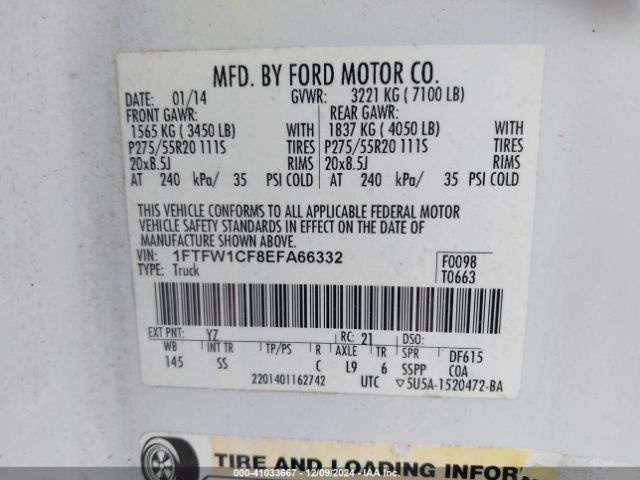 MFD. BY FORD MOTOR CO.
DATE: 01/14 GVWR: 3221 KG ( 7100 LB)
FRONT GAWR: REAR GAWR:
1565 KG ( 3450 LB) WITH 1837 KG ( 4050 LB) WITH
P275/55R20 111S TIRES P275/55R20 111S TIRES
20x8.5J RIMS 20x8.5J RIMS
AT 240 kPa/ 35 PSI COLD AT 240 kPa/ 35 PSI COLD
THIS VEHICLE CONFORMS TO ALL APPLICABLE FEDERAL MOTOR
VEHICLE SAFETY STANDARDS IN EFFECT ON THE DATE OF
MANUFACTURE SHOWN ABOVE.
VIN: 1FTFW1CF8EFA66332 F0098
TYPE: Truck T0663
EXT PNT: YZ RC: 21 DSO:
WB INT TR TP/PS R AXLE TR SPR DF615
145 SS C L9 6 SSPP COA
2201401162742 UTC ▽5U5A-1520472-BA
TIRE AND LOADING INFORM
COPART: 41033667 - 12/09/2024 - IAA Inc.